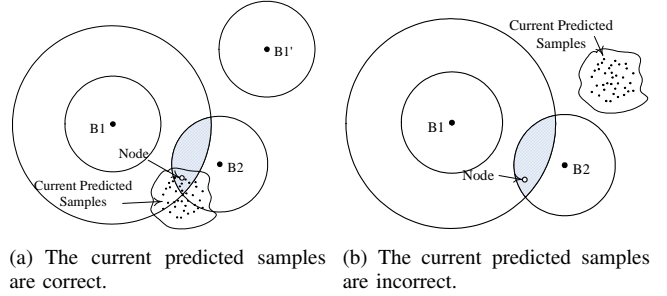 B1'
B1
Node
B2
Current Predicted
Samples
(a) The current predicted samples
are correct.
Current Predicted
Samples
B1
B2
Node
(b) The current predicted samples
are incorrect.